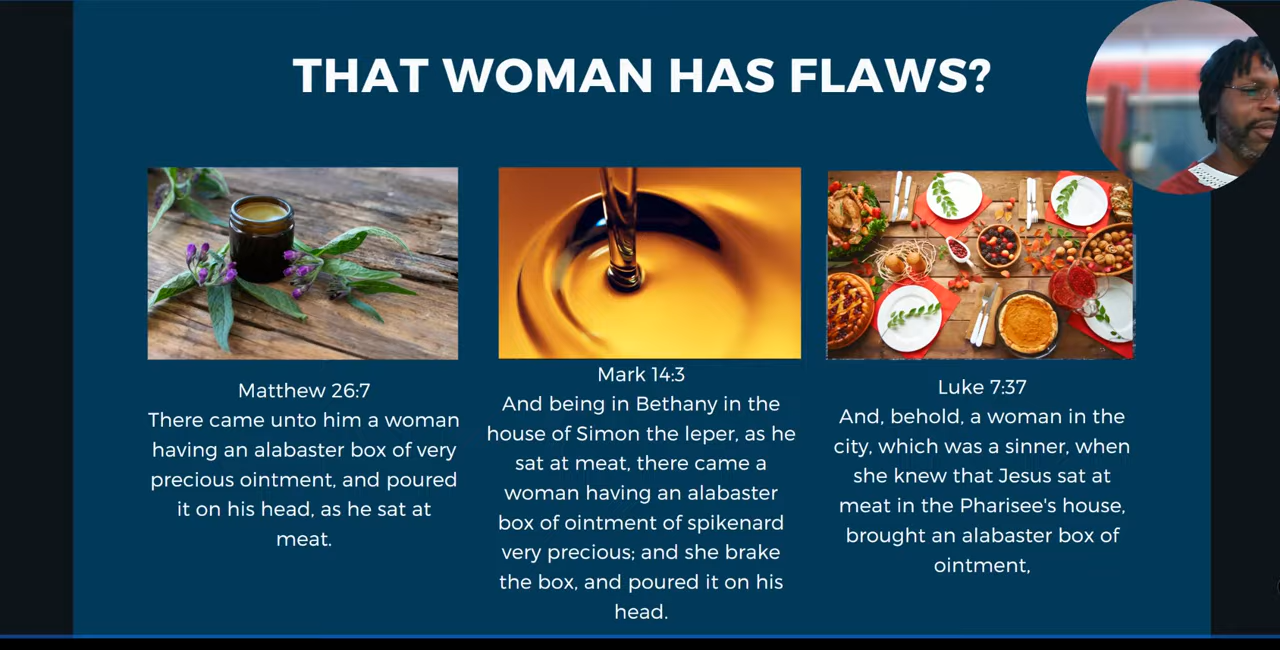 THAT WOMAN HAS FLAWS?
Matthew 26:7
There came unto him a woman
having an alabaster box of very
precious ointment, and poured
it on his head, as he sat at
meat.
Mark 14:3
And being in Bethany in the
house of Simon the leper, as he
sat at meat, there came a
woman having an alabaster
box of ointment of spikenard
very precious; and she brake
the box, and poured it on his
head.
Luke 7:37
And, behold, a woman in the
city, which was a sinner, when
she knew that Jesus sat at
meat in the Pharisee's house,
brought an alabaster box of
ointment,